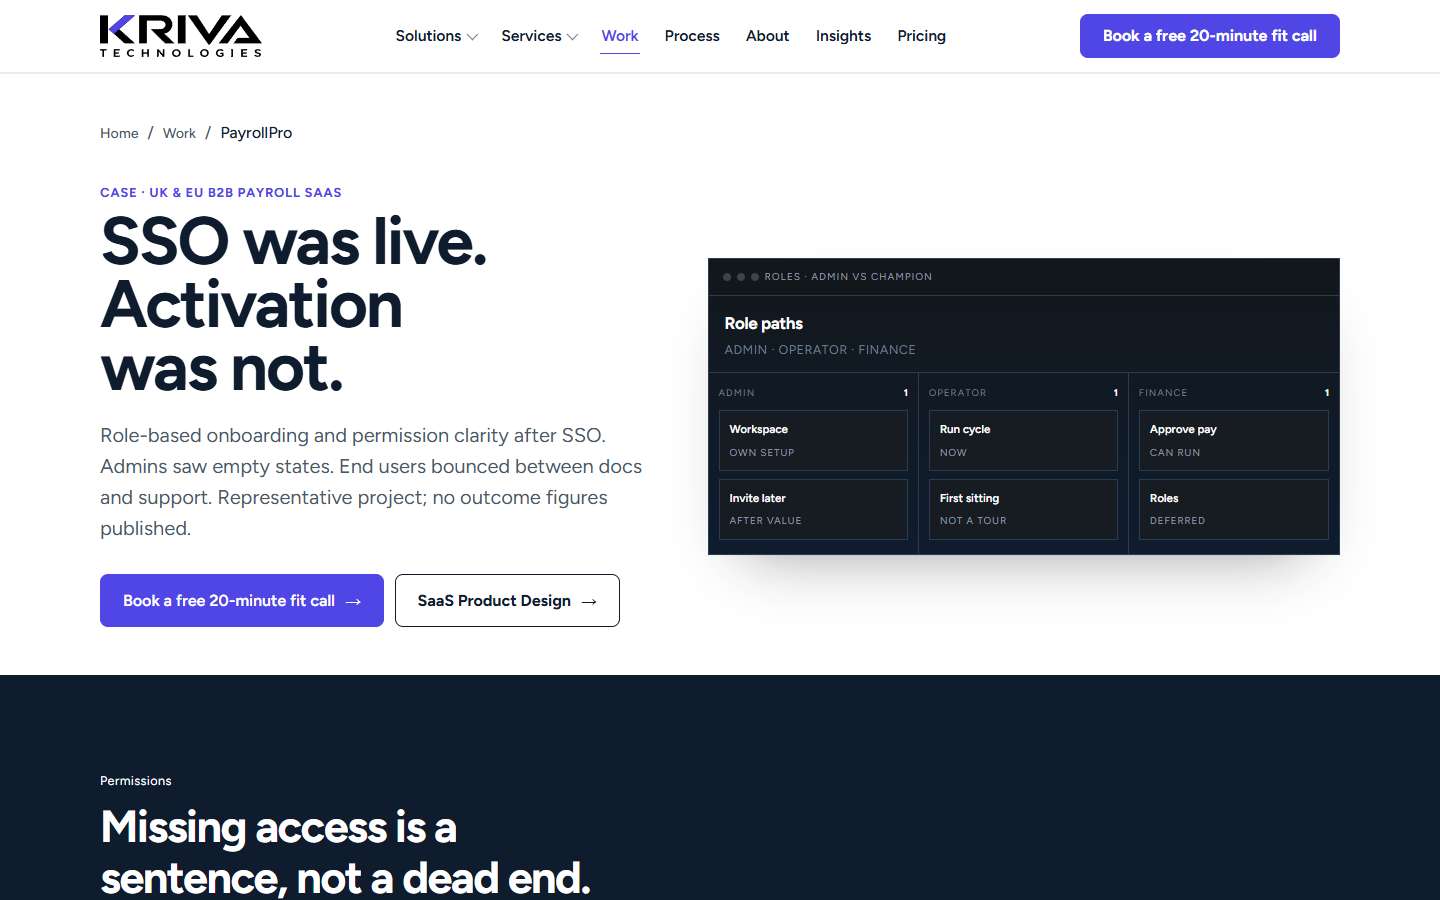 KRIVA
TECHNOLOGIES
Solutions
Services
Work
Process
About
Insights
Pricing
Book a free 20-minute fit call
Home / Work / PayrollPro
CASE · UK & EU B2B PAYROLL SAAS
SSO was live.
Activation
was not.
Role-based onboarding and permission clarity after SSO.
Admins saw empty states. End users bounced between docs
and support. Representative project; no outcome figures
published.
Book a free 20-minute fit call →
SaaS Product Design →
ROLES · ADMIN VS CHAMPION
Role paths
ADMIN · OPERATOR · FINANCE
ADMIN 1
Workspace
OWN SETUP
Invite later
AFTER VALUE
OPERATOR 1
Run cycle
NOW
First sitting
NOT A TOUR
FINANCE 1
Approve pay
CAN RUN
Roles
DEFERRED
Permissions
Missing access is a
sentence, not a dead end.